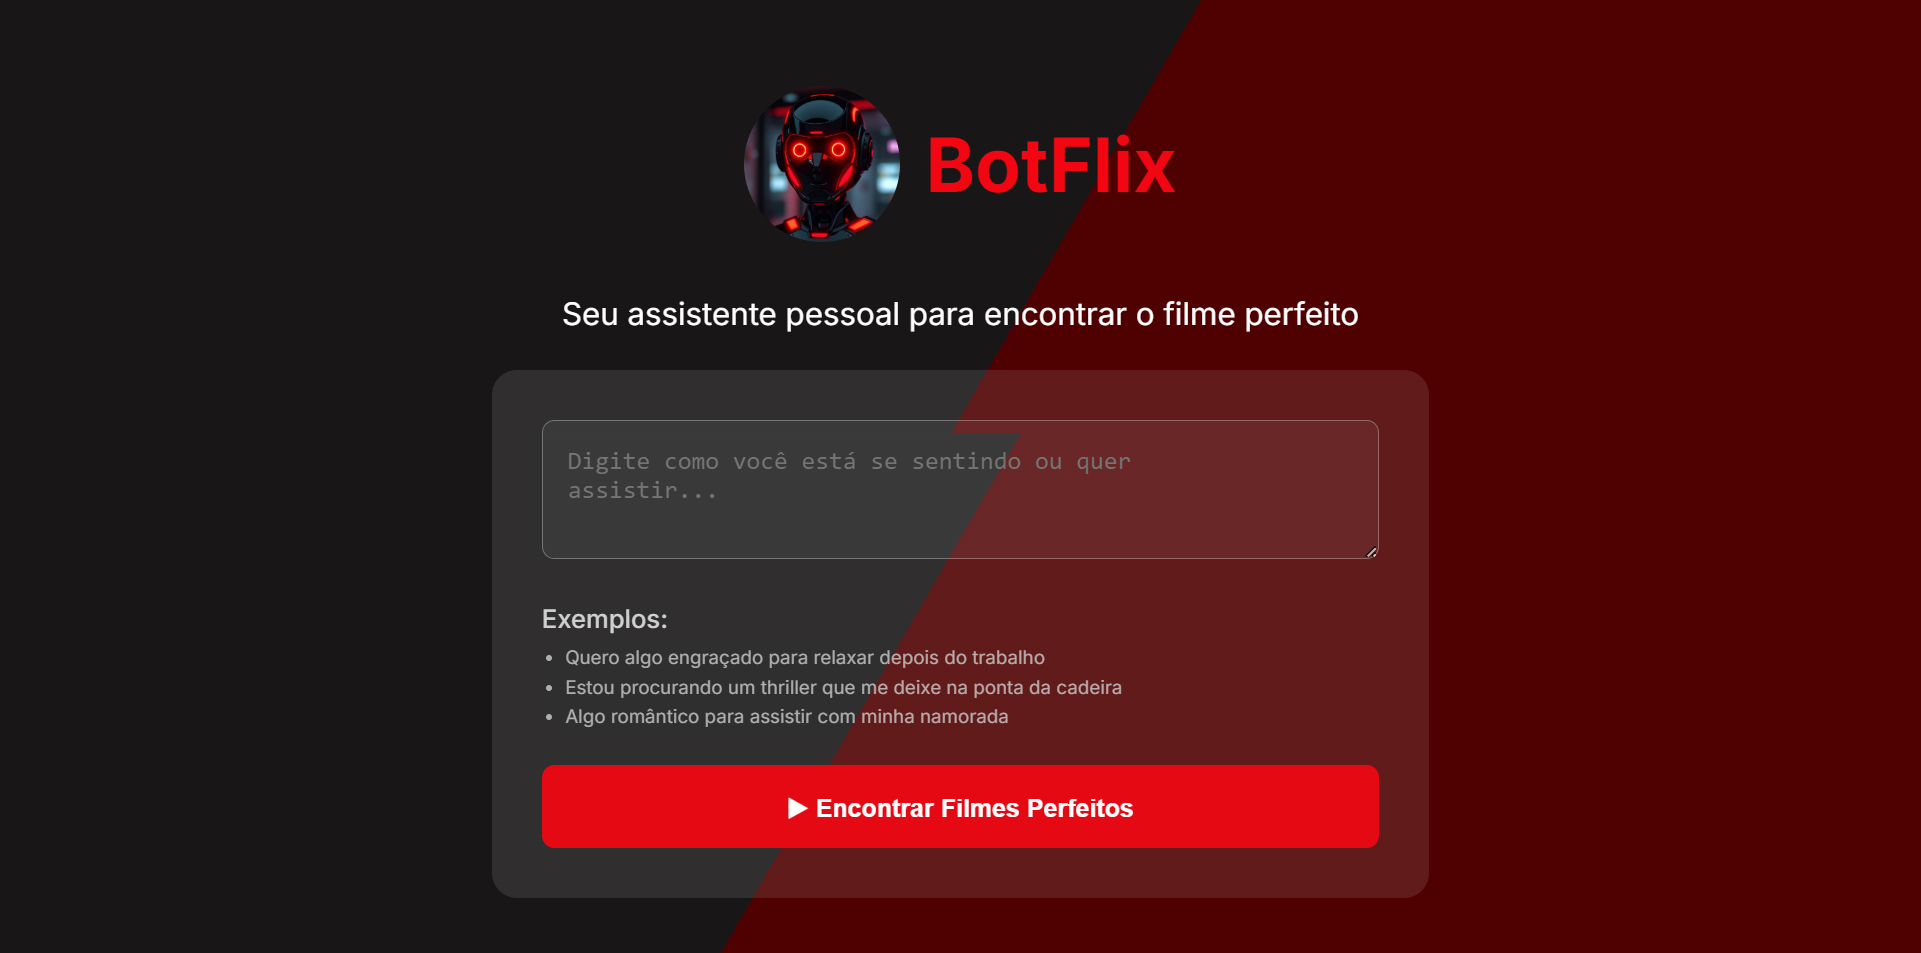 BotFlix
Seu assistente pessoal para encontrar o filme perfeito
Digite como você está se sentindo ou quer
assistir...
Exemplos:
• Quero algo engraçado para relaxar depois do trabalho
• Estou procurando um thriller que me deixe na ponta da cadeira
• Algo romântico para assistir com minha namorada
▶ Encontrar Filmes Perfeitos